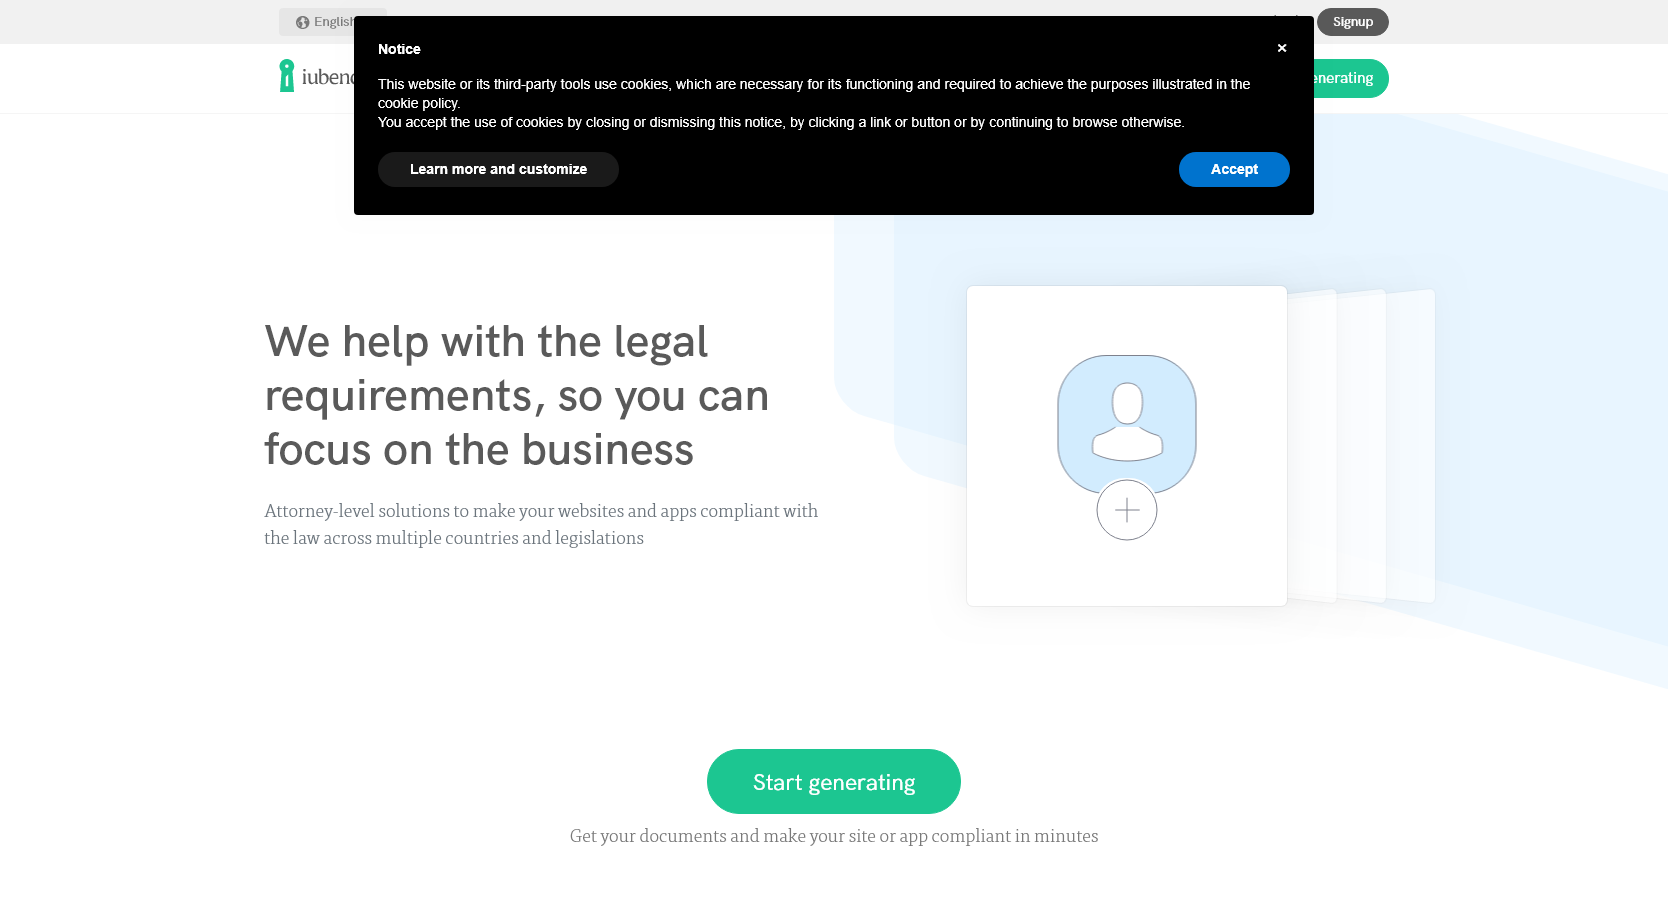 English
Signup
Notice
×
This website or its third-party tools use cookies, which are necessary for its functioning and required to achieve the purposes illustrated in the
cookie policy.
You accept the use of cookies by closing or dismissing this notice, by clicking a link or button or by continuing to browse otherwise.
Learn more and customize
Accept
We help with the legal
requirements, so you can
focus on the business
Attorney-level solutions to make your websites and apps compliant with
the law across multiple countries and legislations
Start generating
Get your documents and make your site or app compliant in minutes